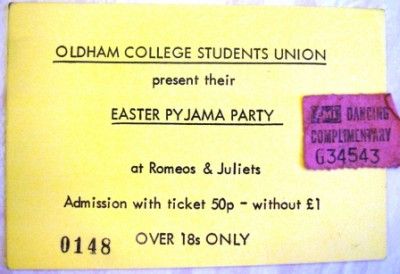 OLDHAM COLLEGE STUDENTS UNION
present their
EASTER PYJAMA PARTY
at Romeos & Juliets
Admission with ticket 50p - without £1
0148 OVER 18s ONLY
DANCING
COMPLIMENTARY
G34543